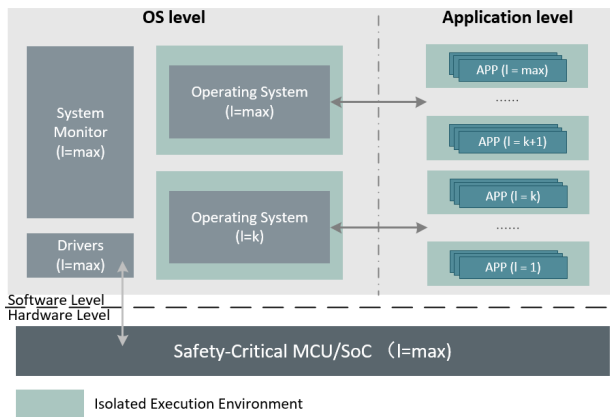 OS level
Application level
System
Monitor
(l=max)
Operating System
(l=max)
APP (l = max)
......
APP (l = k+1)
Operating System
(l=k)
APP (l = k)
......
APP (l = 1)
Drivers
(l=max)
Software Level
Hardware Level
Safety-Critical MCU/SoC （l=max)
Isolated Execution Environment